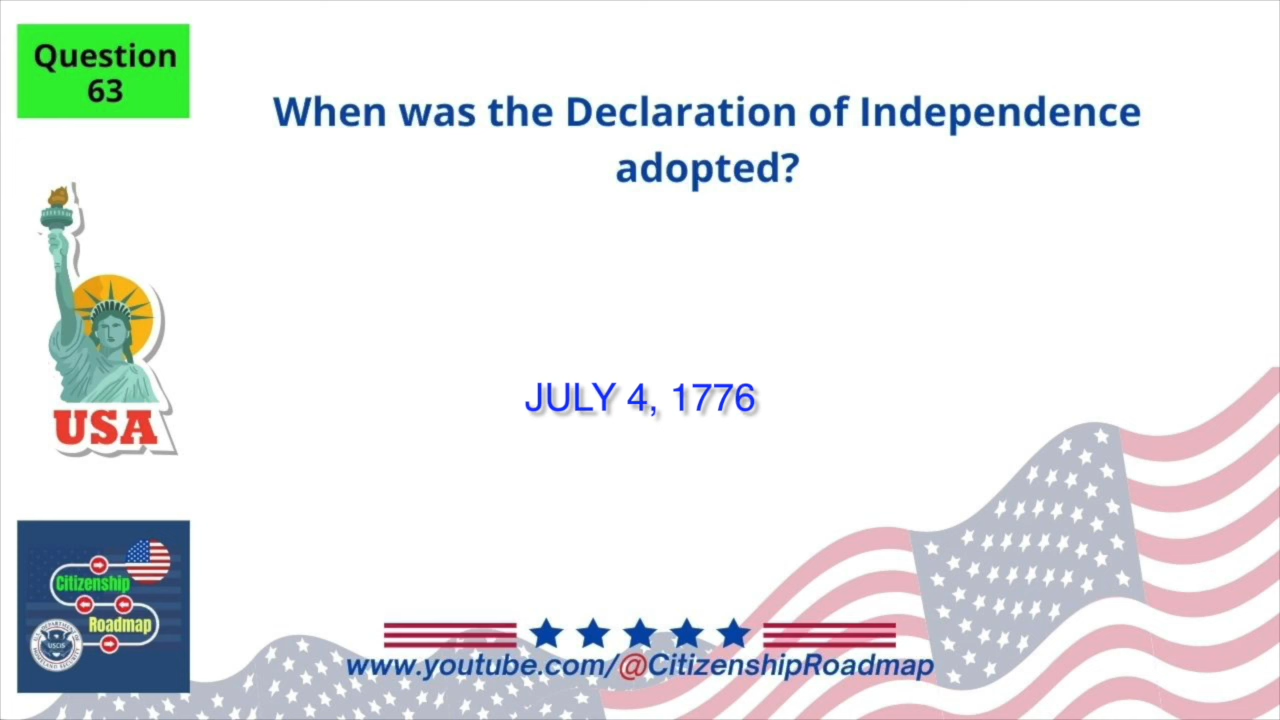 Question
63
When was the Declaration of Independence
adopted?
JULY 4, 1776
USA
Citizenship
Roadmap
USCIS
www.youtube.com/@CitizenshipRoadmap